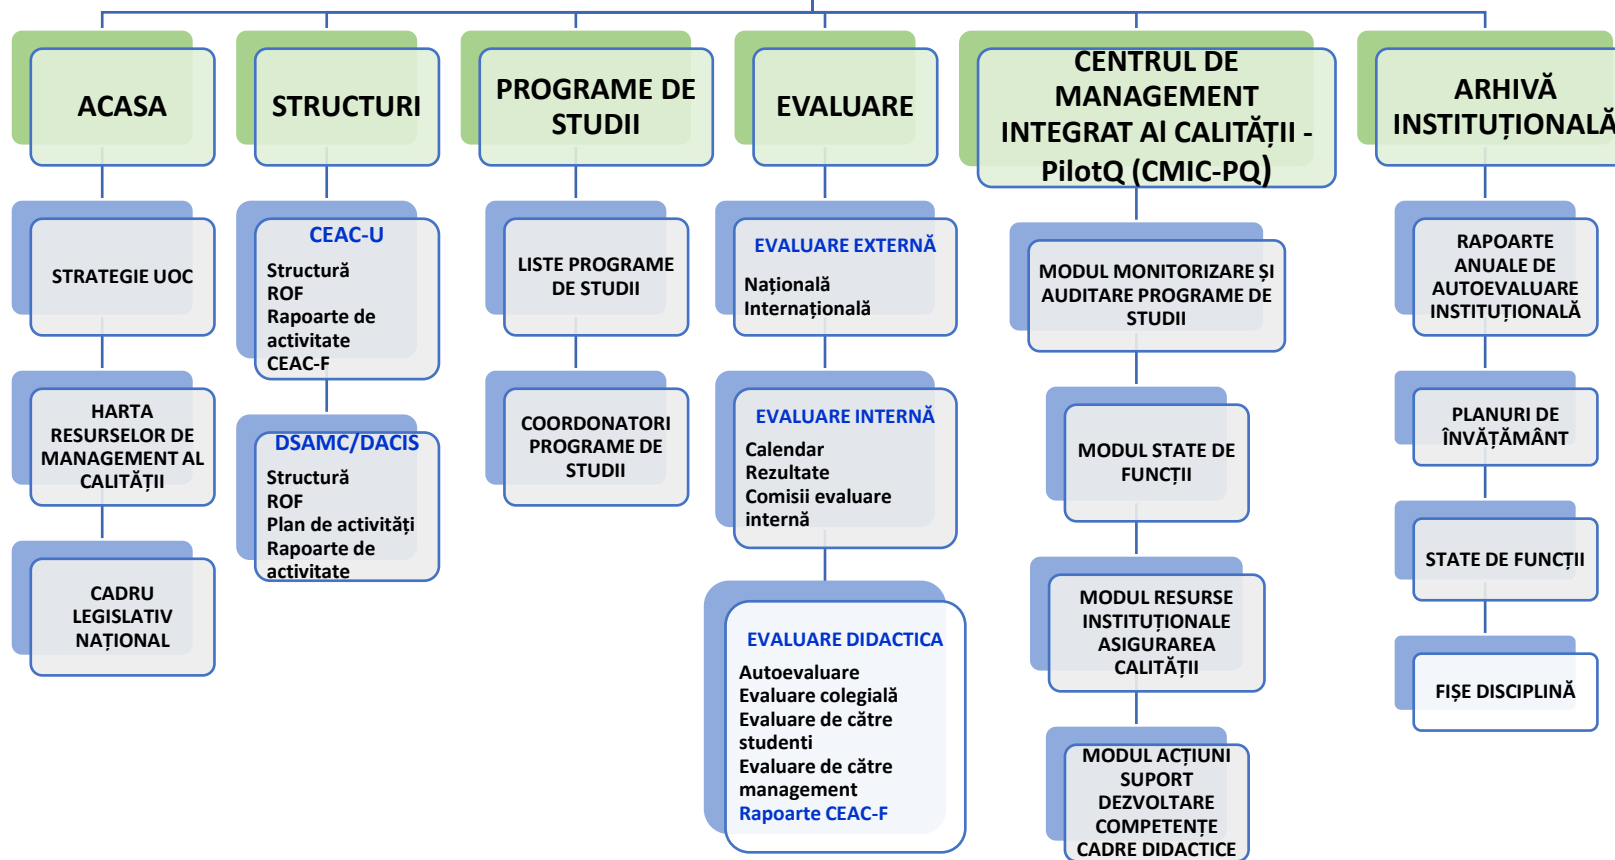 ACASA
STRATEGIE UOC
HARTA
RESURSELOR DE
MANAGEMENT AL
CALITĂȚII
CADRU
LEGISLATIV
NAȚIONAL
STRUCTURI
CEAC-U
Structură
ROF
Rapoarte de
activitate
CEAC-F
DSAMC/DACIS
Structură
ROF
Plan de activități
Rapoarte de
activitate
PROGRAME DE
STUDII
LISTE PROGRAME
DE STUDII
COORDONATORI
PROGRAME DE
STUDII
EVALUARE
EVALUARE EXTERNĂ
Națională
Internațională
EVALUARE INTERNĂ
Calendar
Rezultate
Comisii evaluare
internă
EVALUARE DIDACTICA
Autoevaluare
Evaluare colegială
Evaluare de către
studenti
Evaluare de către
management
Rapoarte CEAC-F
CENTRUL DE
MANAGEMENT
INTEGRAT Al CALITĂȚII -
PilotQ (CMIC-PQ)
MODUL MONITORIZARE ȘI
AUDITARE PROGRAME DE
STUDII
MODUL STATE DE
FUNCȚII
MODUL RESURSE
INSTITUȚIONALE
ASIGURAREA
CALITĂȚII
MODUL ACȚIUNI
SUPORT
DEZVOLTARE
COMPETENȚE
CADRE DIDACTICE
ARHIVĂ
INSTITUȚIONALĂ
RAPOARTE
ANUALE DE
AUTOEVALUARE
INSTITUȚIONALĂ
PLANURI DE
ÎNVĂȚĂMÂNT
STATE DE FUNCȚII
FIȘE DISCIPLINĂ